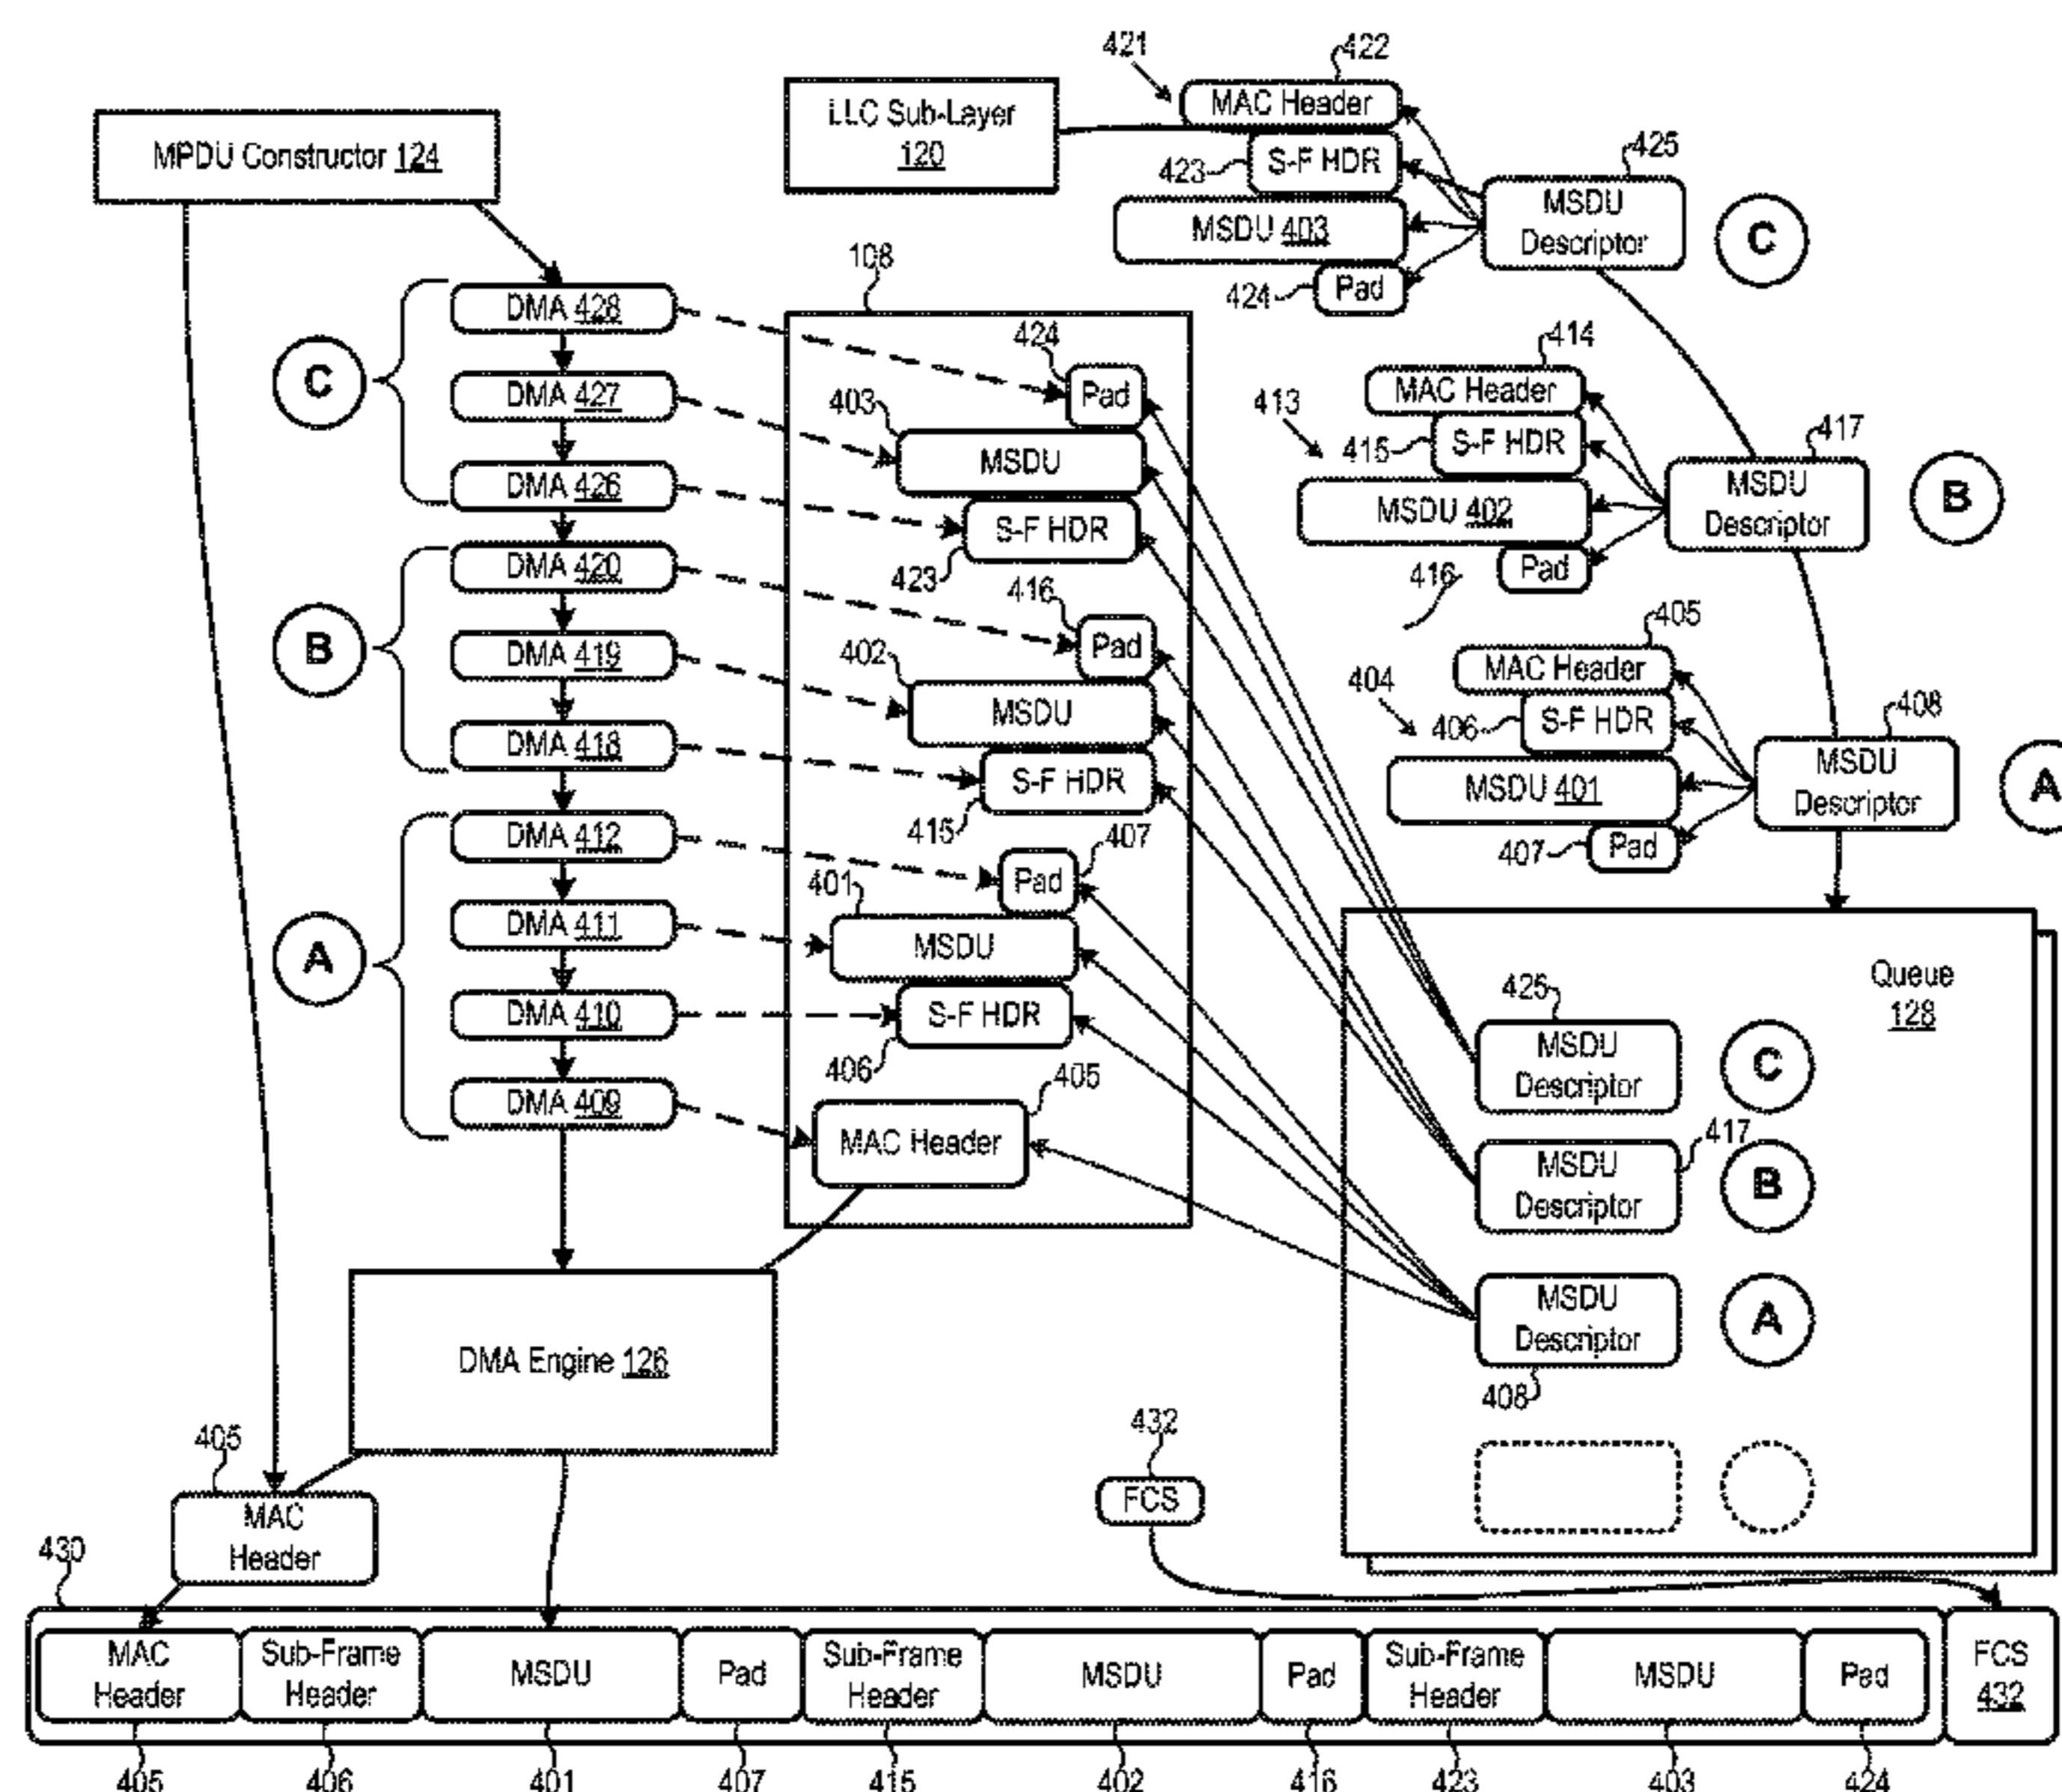 421
422
MAC Header
LLC Sub-Layer
120
MPDU Constructor 124
423
S-F HDR
425
MSDU
Descriptor
C
MSDU 403
424
Pad
108
DMA 428
C
DMA 427
DMA 426
424
Pad
403
MSDU
S-F HDR
423
414
MAC Header
413
415
S-F HDR
417
MSDU
Descriptor
B
MSDU 402
416
Pad
DMA 420
B
DMA 419
DMA 418
416
Pad
402
MSDU
S-F HDR
415
405
MAC Header
404
406
S-F HDR
408
MSDU
Descriptor
A
MSDU 401
407
Pad
DMA 412
A
DMA 411
DMA 410
DMA 409
407
Pad
401
MSDU
S-F HDR
406
405
MAC Header
Queue
128
425
MSDU
Descriptor
C
417
MSDU
Descriptor
B
MSDU
Descriptor
A
408
DMA Engine 126
432
FCS
405
MAC
Header
430
MAC
Header
Sub-Frame
Header
MSDU
Pad
Sub-Frame
Header
MSDU
Pad
Sub-Frame
Header
MSDU
Pad
FCS
432
405
406
401
407
415
402
416
423
403
424